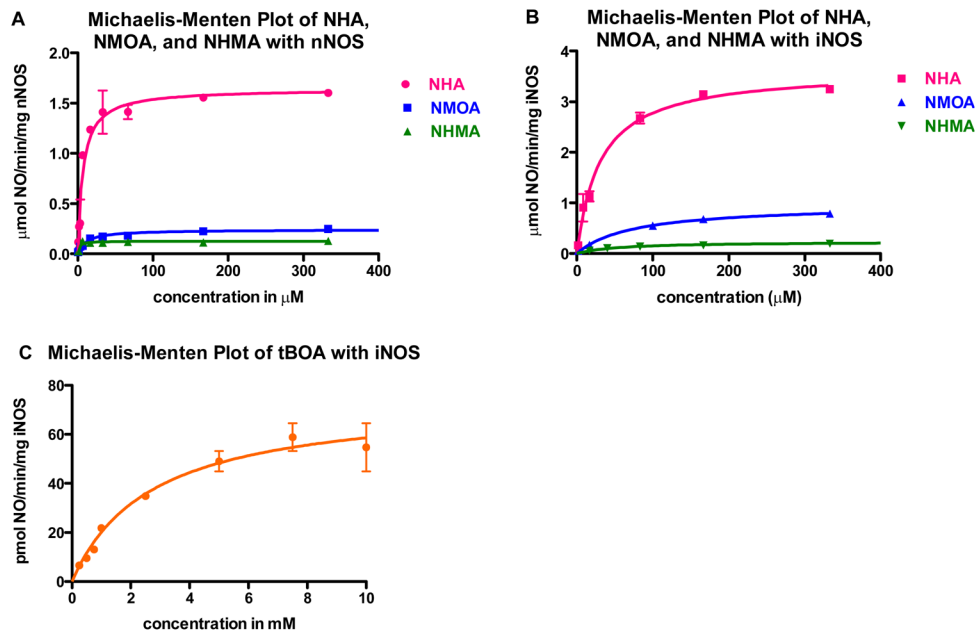 A
Michaelis-Menten Plot of NHA,
NMOA, and NHMA with nNOS
μmol NO/min/mg nNOS
2.0
1.5
1.0
0.5
0.0
0
100
200
300
400
concentration in μM
NHA
NMOA
NHMA
B
Michaelis-Menten Plot of NHA,
NMOA, and NHMA with iNOS
μmol NO/min/mg iNOS
4
3
2
1
0
0
100
200
300
400
concentration (μM)
NHA
NMOA
NHMA
C Michaelis-Menten Plot of tBOA with iNOS
pmol NO/min/mg iNOS
80
60
40
20
0
0
2
4
6
8
10
concentration in mM